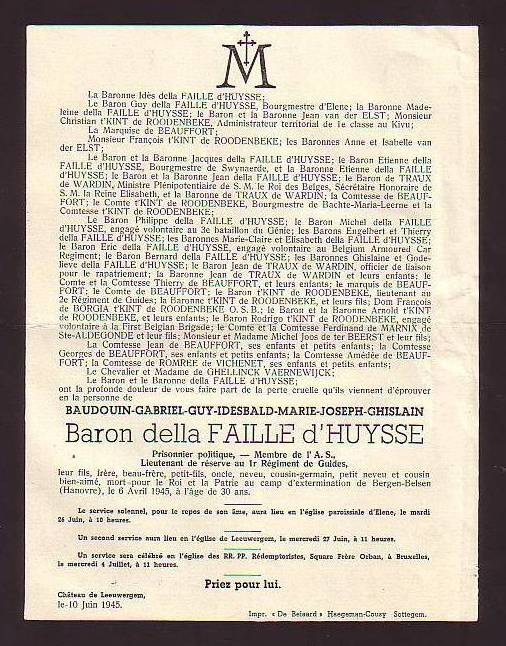 M
La Baronne Idès della FAILLE d'HUYSSE;
Le Baron Guy della FAILLE d'HUYSSE, Bourgmestre d'Elene; la Baronne Made-
leine della FAILLE d'HUYSSE; le Baron et la Baronne Jean van der ELST; Monsieur
Christian t'KINT de ROODENBEKE, Administrateur territorial de 1e classe au Kivu;
La Marquise de BEAUFFORT;
Monsieur François t'KINT de ROODENBEKE; les Baronnes Anne et Isabelle van
der ELST;
Le Baron et la Baronne Jacques della FAILLE d'HUYSSE; le Baron Etienne della
FAILLE d'HUYSSE, Bourgmestre de Swynaerde, et la Baronne Etienne della FAILLE
d'HUYSSE; le Baron et la Baronne Jean della FAILLE d'HUYSSE; le Baron de TRAUX
de WARDIN, Ministre Plénipotentiaire de S. M. le Roi des Belges, Sécrétaire Honoraire de
S. M. la Reine Elisabeth, et la Baronne de TRAUX de WARDIN; la Comtesse de BEAUF-
FORT; le Comte t'KINT de ROODENBEKE, Bourgmestre de Bachte-Maria-Leerne et la
Comtesse t'KINT de ROODENBEKE;
Le Baron Philippe della FAILLE d'HUYSSE; le Baron Michel della FAILLE
d'HUYSSE, engagé volontaire au 3e bataillon du Génie; les Barons Engelbert et Thierry
della FAILLE d'HUYSSE; les Baronnes Marie-Claire et Elisabeth della FAILLE d'HUYSSE;
le Baron Eric della FAILLE d'HUYSSE, engagé volontaire au Belgium Armoured Car
Regiment; le Baron Bernard della FAILLE d'HUYSSE; les Baronnes Ghislaine et Gode-
lieve della FAILLE d'HUYSSE; le Baron Jean de TRAUX de WARDIN, officier de liaison
pour le rapatriement; la Baronne Jean de TRAUX de WARDIN et leurs enfants; le
Comte et la Comtesse Thierry de BEAUFFORT, et leurs enfants; le marquis de BEAUF-
FORT; le Comte de BEAUFFORT; le Baron t'KINT de ROODENBEKE, lieutenant au
2e Régiment de Guides; la Baronne t'KINT de ROODENBEKE, et leurs fils; Dom François
de BORGIA t'KINT de ROODENBEKE O.S.B.; le Baron et la Baronne Arnold t'KINT
de ROODENBEKE, et leurs enfants; le Baron Rodrigo t'KINT de ROODENBEKE, engagé
volontaire à la First Belgian Brigade; le Comte et la Comtesse Ferdinand de MARNIX de
Ste-ALDEGONDE et leur fils; Monsieur et Madame Michel Joos de ter BEERST et leur fils;
La Comtesse Jean de BEAUFFORT, ses enfants et petits enfants; la Comtesse
Georges de BEAUFFORT, ses enfants et petits enfants; la Comtesse Amédée de BEAUF-
FORT; la Comtesse de ROMREE de VICHENET, ses enfants et petits enfants;
Le Chevalier et Madame de GHELLINCK VAERNEWIJCK;
Le Baron et le Baronne della FAILLE d'HUYSSE;
ont la profonde douleur de vous faire part de la perte cruelle qu'ils viennent d'éprouver
en la personne de
BAUDOUIN-GABRIEL-GUY-IDESBALD-MARIE-JOSEPH-GHISLAIN
Baron della FAILLE d'HUYSSE
Prisonnier politique, — Membre de l'A. S.,
Lieutenant de réserve au 1r Régiment de Guides,
leur fils, frère, beau-frère, petit-fils, oncle, neveu, cousin-germain, petit neveu et cousin
bien-aimé, mort pour le Roi et la Patrie au camp d'extermination de Bergen-Belsen
(Hanovre), le 6 Avril 1945, à l'âge de 30 ans.
Le service solennel, pour le repos de son âme, aura lieu en l'église paroissiale d'Elene, le mardi
26 Juin, à 10 heures.
Un second service aura lieu en l'église de Leeuwergem, le mercredi 27 Juin, à 11 heures.
Un service sera célébré en l'église des RR. PP. Rédemptoristes, Square Frère Orban, à Bruxelles,
le mercredi 4 Juillet, à 11 heures.
Priez pour lui.
Château de Leeuwergem,
le 10 Juin 1945.
Impr. « De Beiaard » Haegeman-Cousy Sottegem.